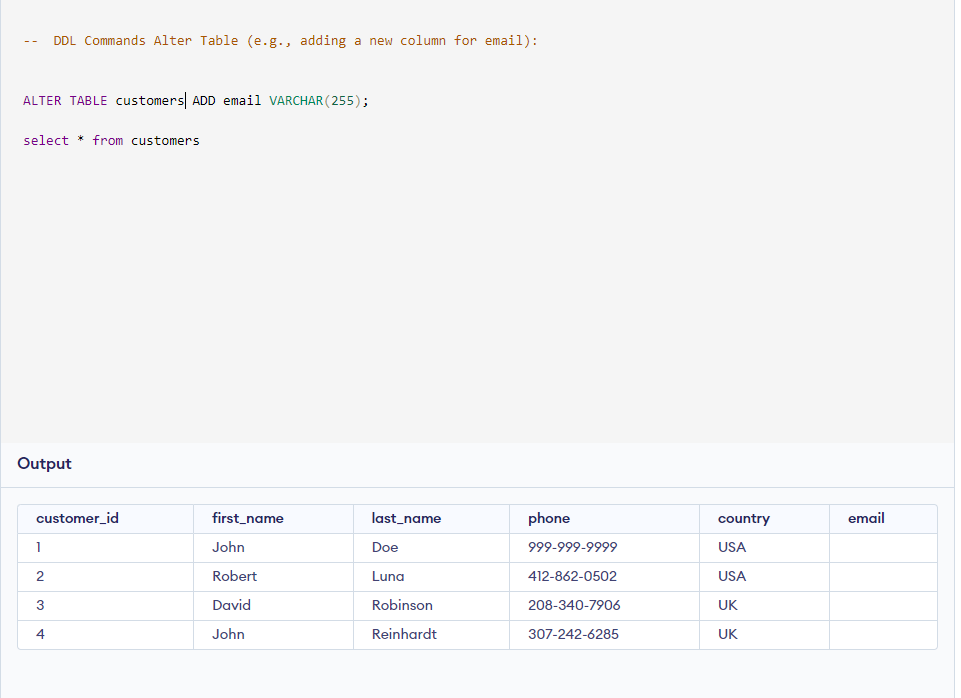 --  DDL Commands Alter Table (e.g., adding a new column for email):
ALTER TABLE customers ADD email VARCHAR(255);
select * from customers
Output
customer_id first_name last_name phone country email
1 John Doe 999-999-9999 USA
2 Robert Luna 412-862-0502 USA
3 David Robinson 208-340-7906 UK
4 John Reinhardt 307-242-6285 UK